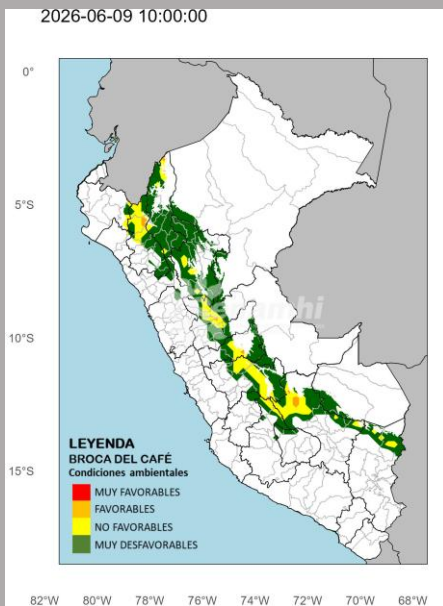 2026-06-09 10:00:00
0°
5°S
10°S
15°S
senamhi
LEYENDA
BROCA DEL CAFÉ
Condiciones ambientales
MUY FAVORABLES
FAVORABLES
NO FAVORABLES
MUY DESFAVORABLES
82°W 80°W 78°W 76°W 74°W 72°W 70°W 68°W